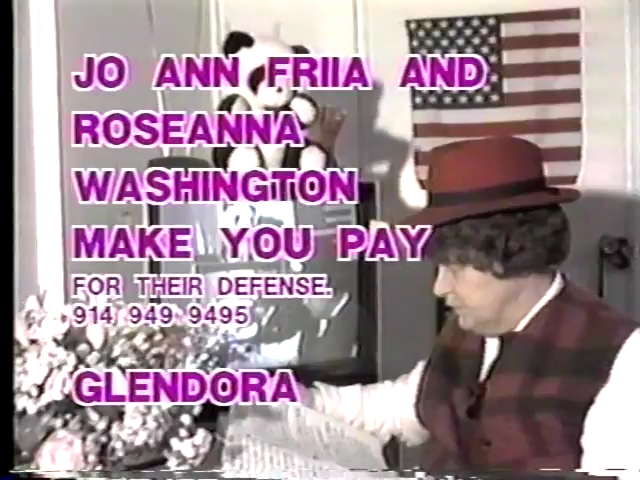 JO ANN FRIIA AND
ROSEANNA
WASHINGTON
MAKE YOU PAY
FOR THEIR DEFENSE.
914 949 9495
GLENDORA